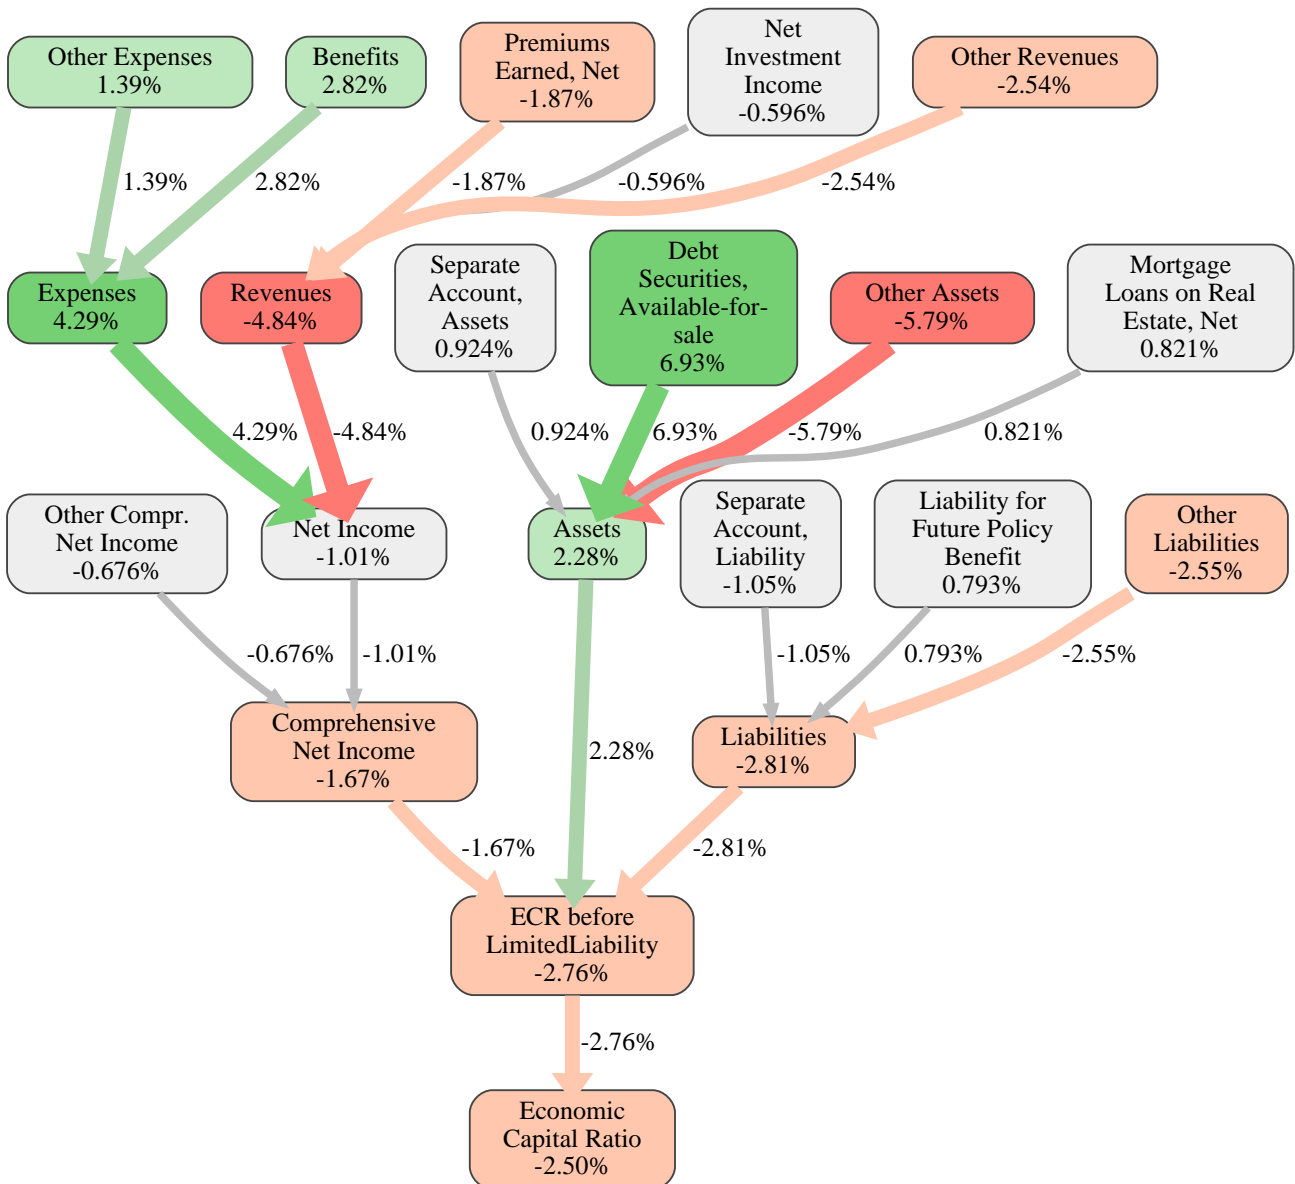 Other Expenses
1.39%
Benefits
2.82%
Premiums
Earned, Net
-1.87%
Net
Investment
Income
-0.596%
Other Revenues
-2.54%
1.39%
2.82%
-1.87%
-0.596%
-2.54%
Expenses
4.29%
Revenues
-4.84%
Separate
Account,
Assets
0.924%
Debt
Securities,
Available-for-
sale
6.93%
Other Assets
-5.79%
Mortgage
Loans on Real
Estate, Net
0.821%
4.29%
-4.84%
0.924%
6.93%
-5.79%
0.821%
Other Compr.
Net Income
-0.676%
Net Income
-1.01%
Assets
2.28%
Separate
Account,
Liability
-1.05%
Liability for
Future Policy
Benefit
0.793%
Other
Liabilities
-2.55%
-0.676%
-1.01%
-1.05%
0.793%
-2.55%
Comprehensive
Net Income
-1.67%
2.28%
Liabilities
-2.81%
-1.67%
-2.81%
ECR before
LimitedLiability
-2.76%
-2.76%
Economic
Capital Ratio
-2.50%